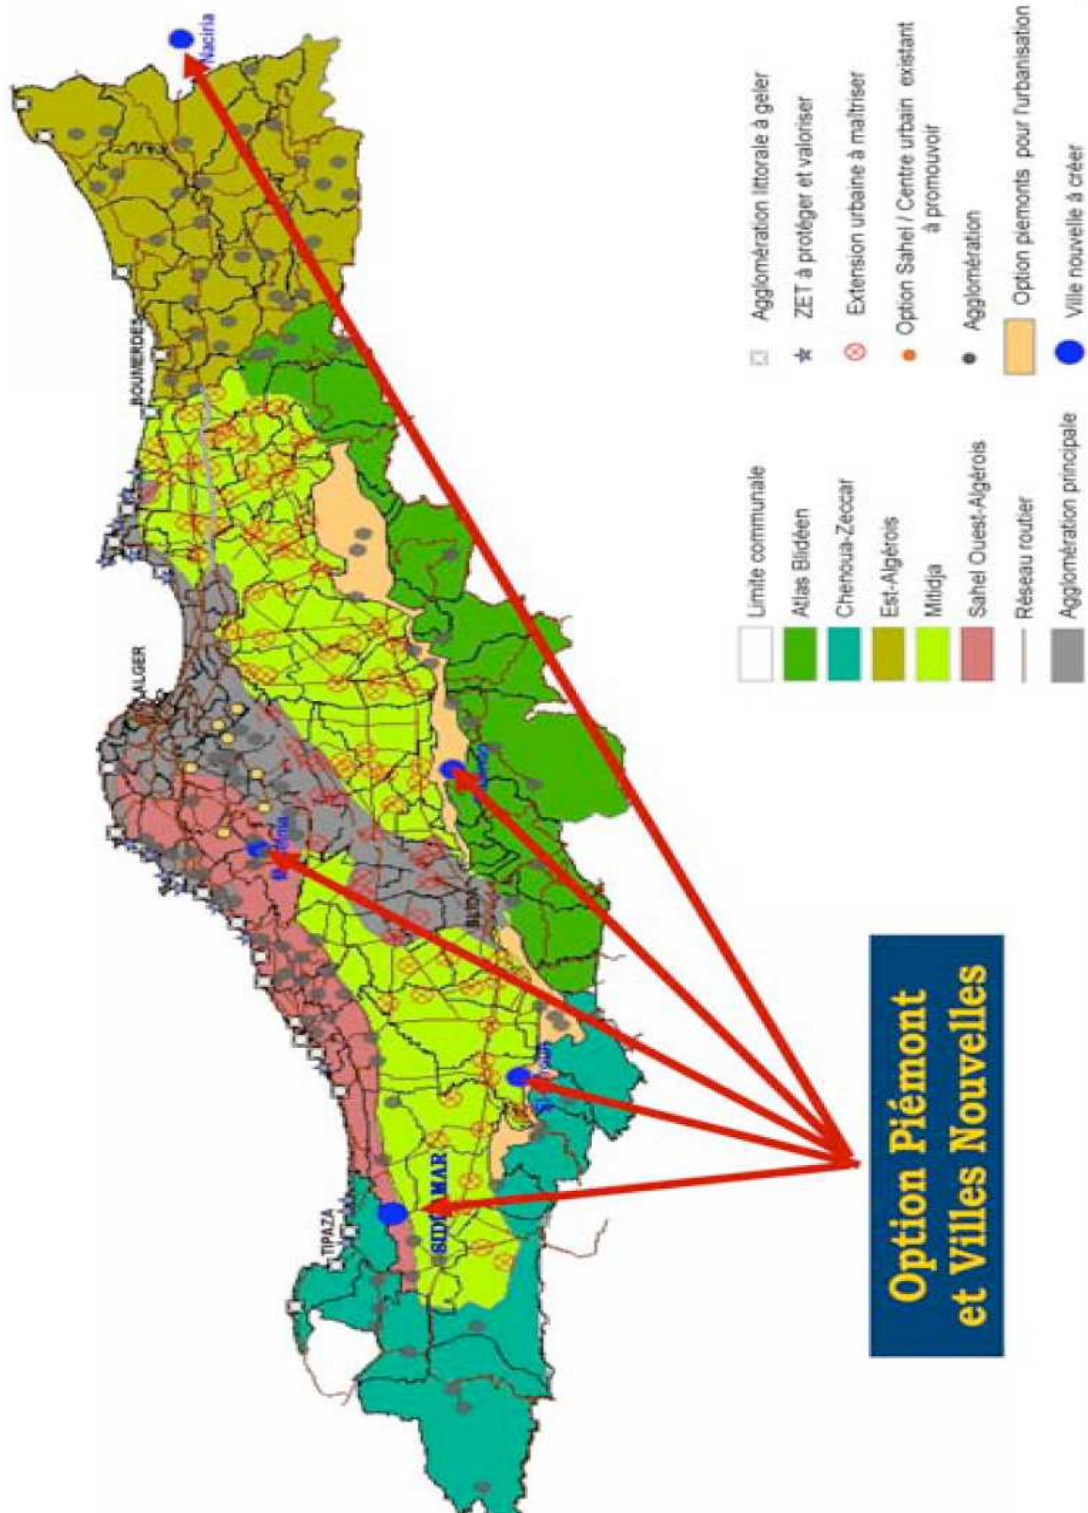 Naciria
BOUMERDES
ALGER
BLIDA
TIPAZA
Option Piémont
et Villes Nouvelles
Limite communale
Atlas Blidéen
Chenoua-Zeccar
Est-Algérois
Mitidja
Sahel Ouest-Algérois
Réseau routier
Agglomération principale
Agglomération littorale à geler
ZET à protéger et valoriser
Extension urbaine à maîtriser
Option Sahel / Centre urbain existant
à promouvoir
Agglomération
Option piemonts pour l'urbanisation
Ville nouvelle à créer